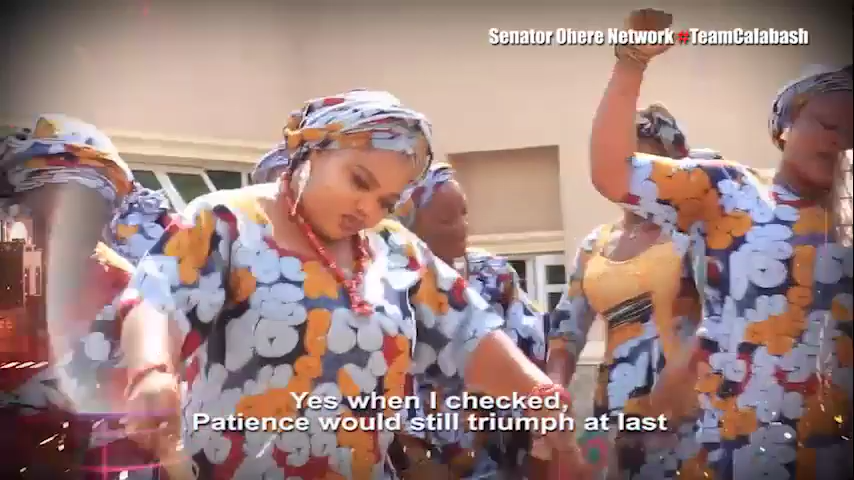 Senator Ohere Network #TeamCalabash
Yes when I checked,
Patience would still triumph at last